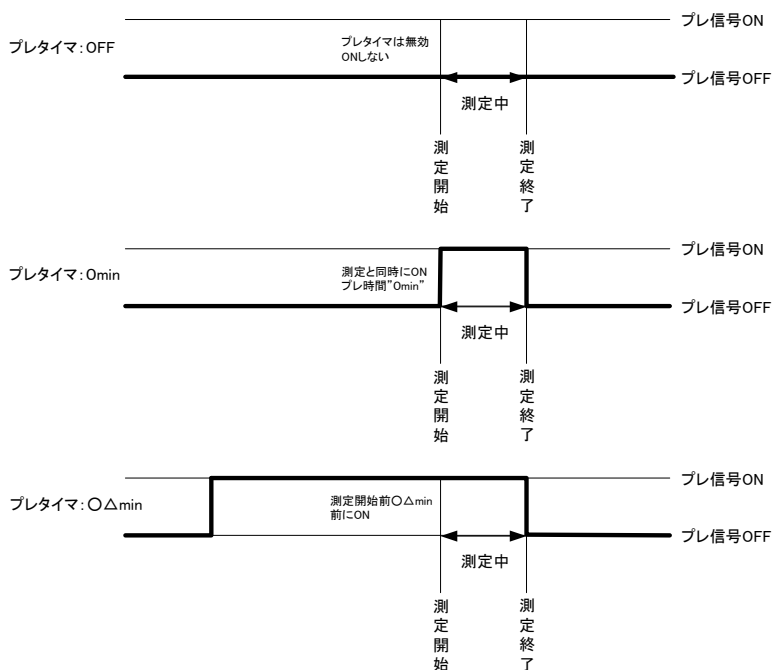 プレ信号ON
プレタイマ：OFF
プレタイマは無効
ONしない
プレ信号OFF
測定中
測定開始
測定終了
プレ信号ON
プレタイマ：0min
測定と同時にON
プレ時間”0min”
プレ信号OFF
測定中
測定開始
測定終了
プレ信号ON
プレタイマ：○△min
測定開始前○△min
前にON
プレ信号OFF
測定中
測定開始
測定終了